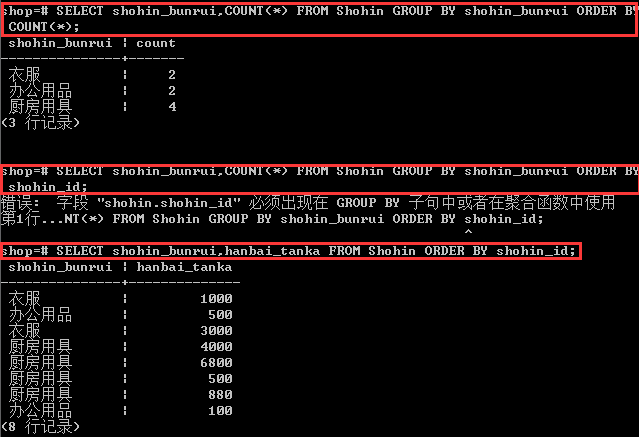 shop=# SELECT shohin_bunrui,COUNT(*) FROM Shohin GROUP BY shohin_bunrui ORDER BY
COUNT(*);
shohin_bunrui | count
---------------+-------
衣服 | 2
办公用品 | 2
厨房用具 | 4
(3 行记录)
shop=# SELECT shohin_bunrui,COUNT(*) FROM Shohin GROUP BY shohin_bunrui ORDER BY
shohin_id;
错误: 字段 "shohin.shohin_id" 必须出现在 GROUP BY 子句中或者在聚合函数中使用
第1行...NT(*) FROM Shohin GROUP BY shohin_bunrui ORDER BY shohin_id;
^
shop=# SELECT shohin_bunrui,hanbai_tanka FROM Shohin ORDER BY shohin_id;
shohin_bunrui | hanbai_tanka
---------------+--------------
衣服 | 1000
办公用品 | 500
衣服 | 3000
厨房用具 | 4000
厨房用具 | 6800
厨房用具 | 500
厨房用具 | 880
办公用品 | 100
(8 行记录)